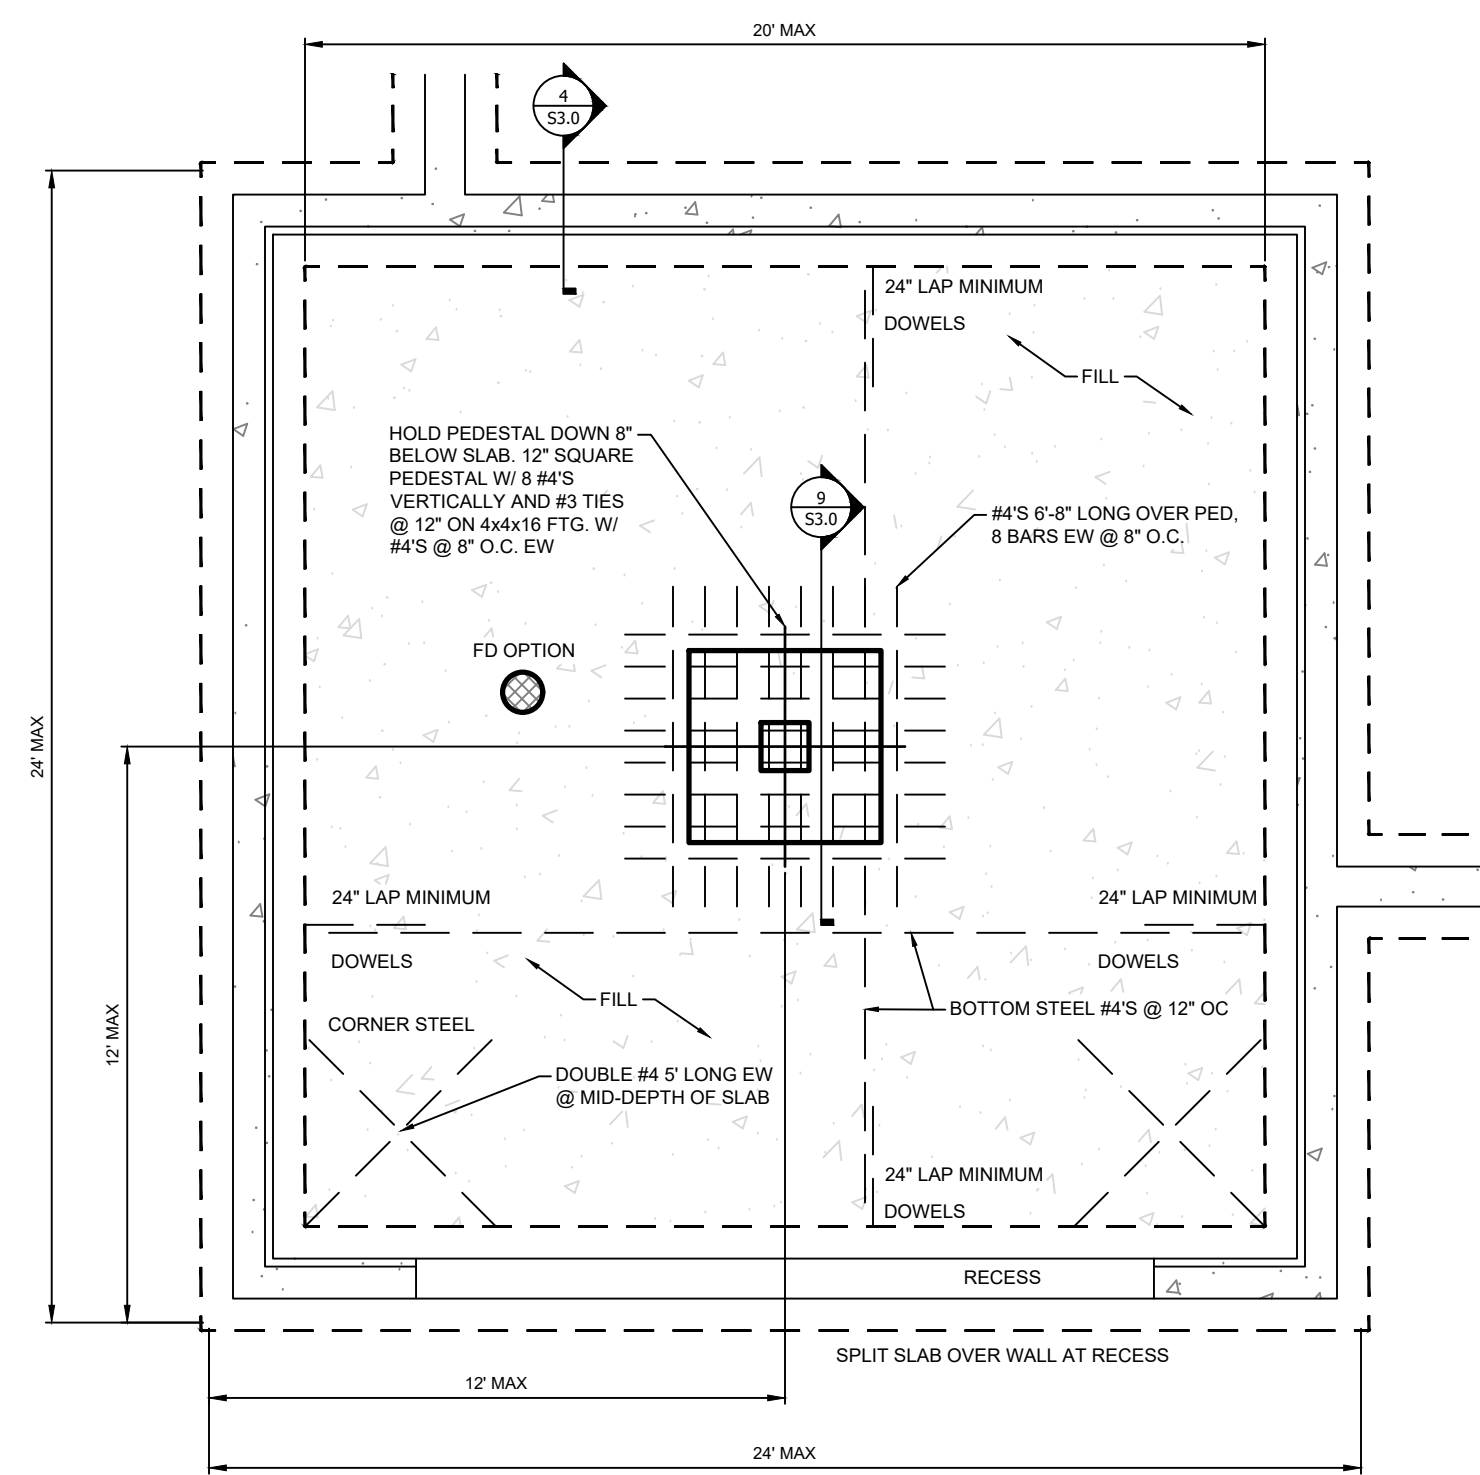 20' MAX
4
S3.0
24" LAP MINIMUM
DOWELS
FILL
HOLD PEDESTAL DOWN 8"
BELOW SLAB. 12" SQUARE
PEDESTAL W/ 8 #4'S
VERTICALLY AND #3 TIES
@ 12" ON 4x4x16 FTG. W/
#4'S @ 8" O.C. EW
9
S3.0
#4'S 6'-8" LONG OVER PED,
8 BARS EW @ 8" O.C.
FD OPTION
24' MAX
24" LAP MINIMUM
24" LAP MINIMUM
DOWELS
DOWELS
FILL
BOTTOM STEEL #4'S @ 12" OC
CORNER STEEL
12' MAX
DOUBLE #4 5' LONG EW
@ MID-DEPTH OF SLAB
24" LAP MINIMUM
DOWELS
RECESS
SPLIT SLAB OVER WALL AT RECESS
12' MAX
24' MAX